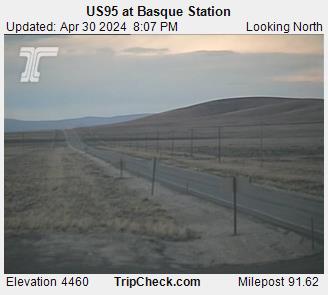 US95 at Basque Station
Updated: Apr 30 2024 8:07 PM Looking North
Elevation 4460 TripCheck.com Milepost 91.62